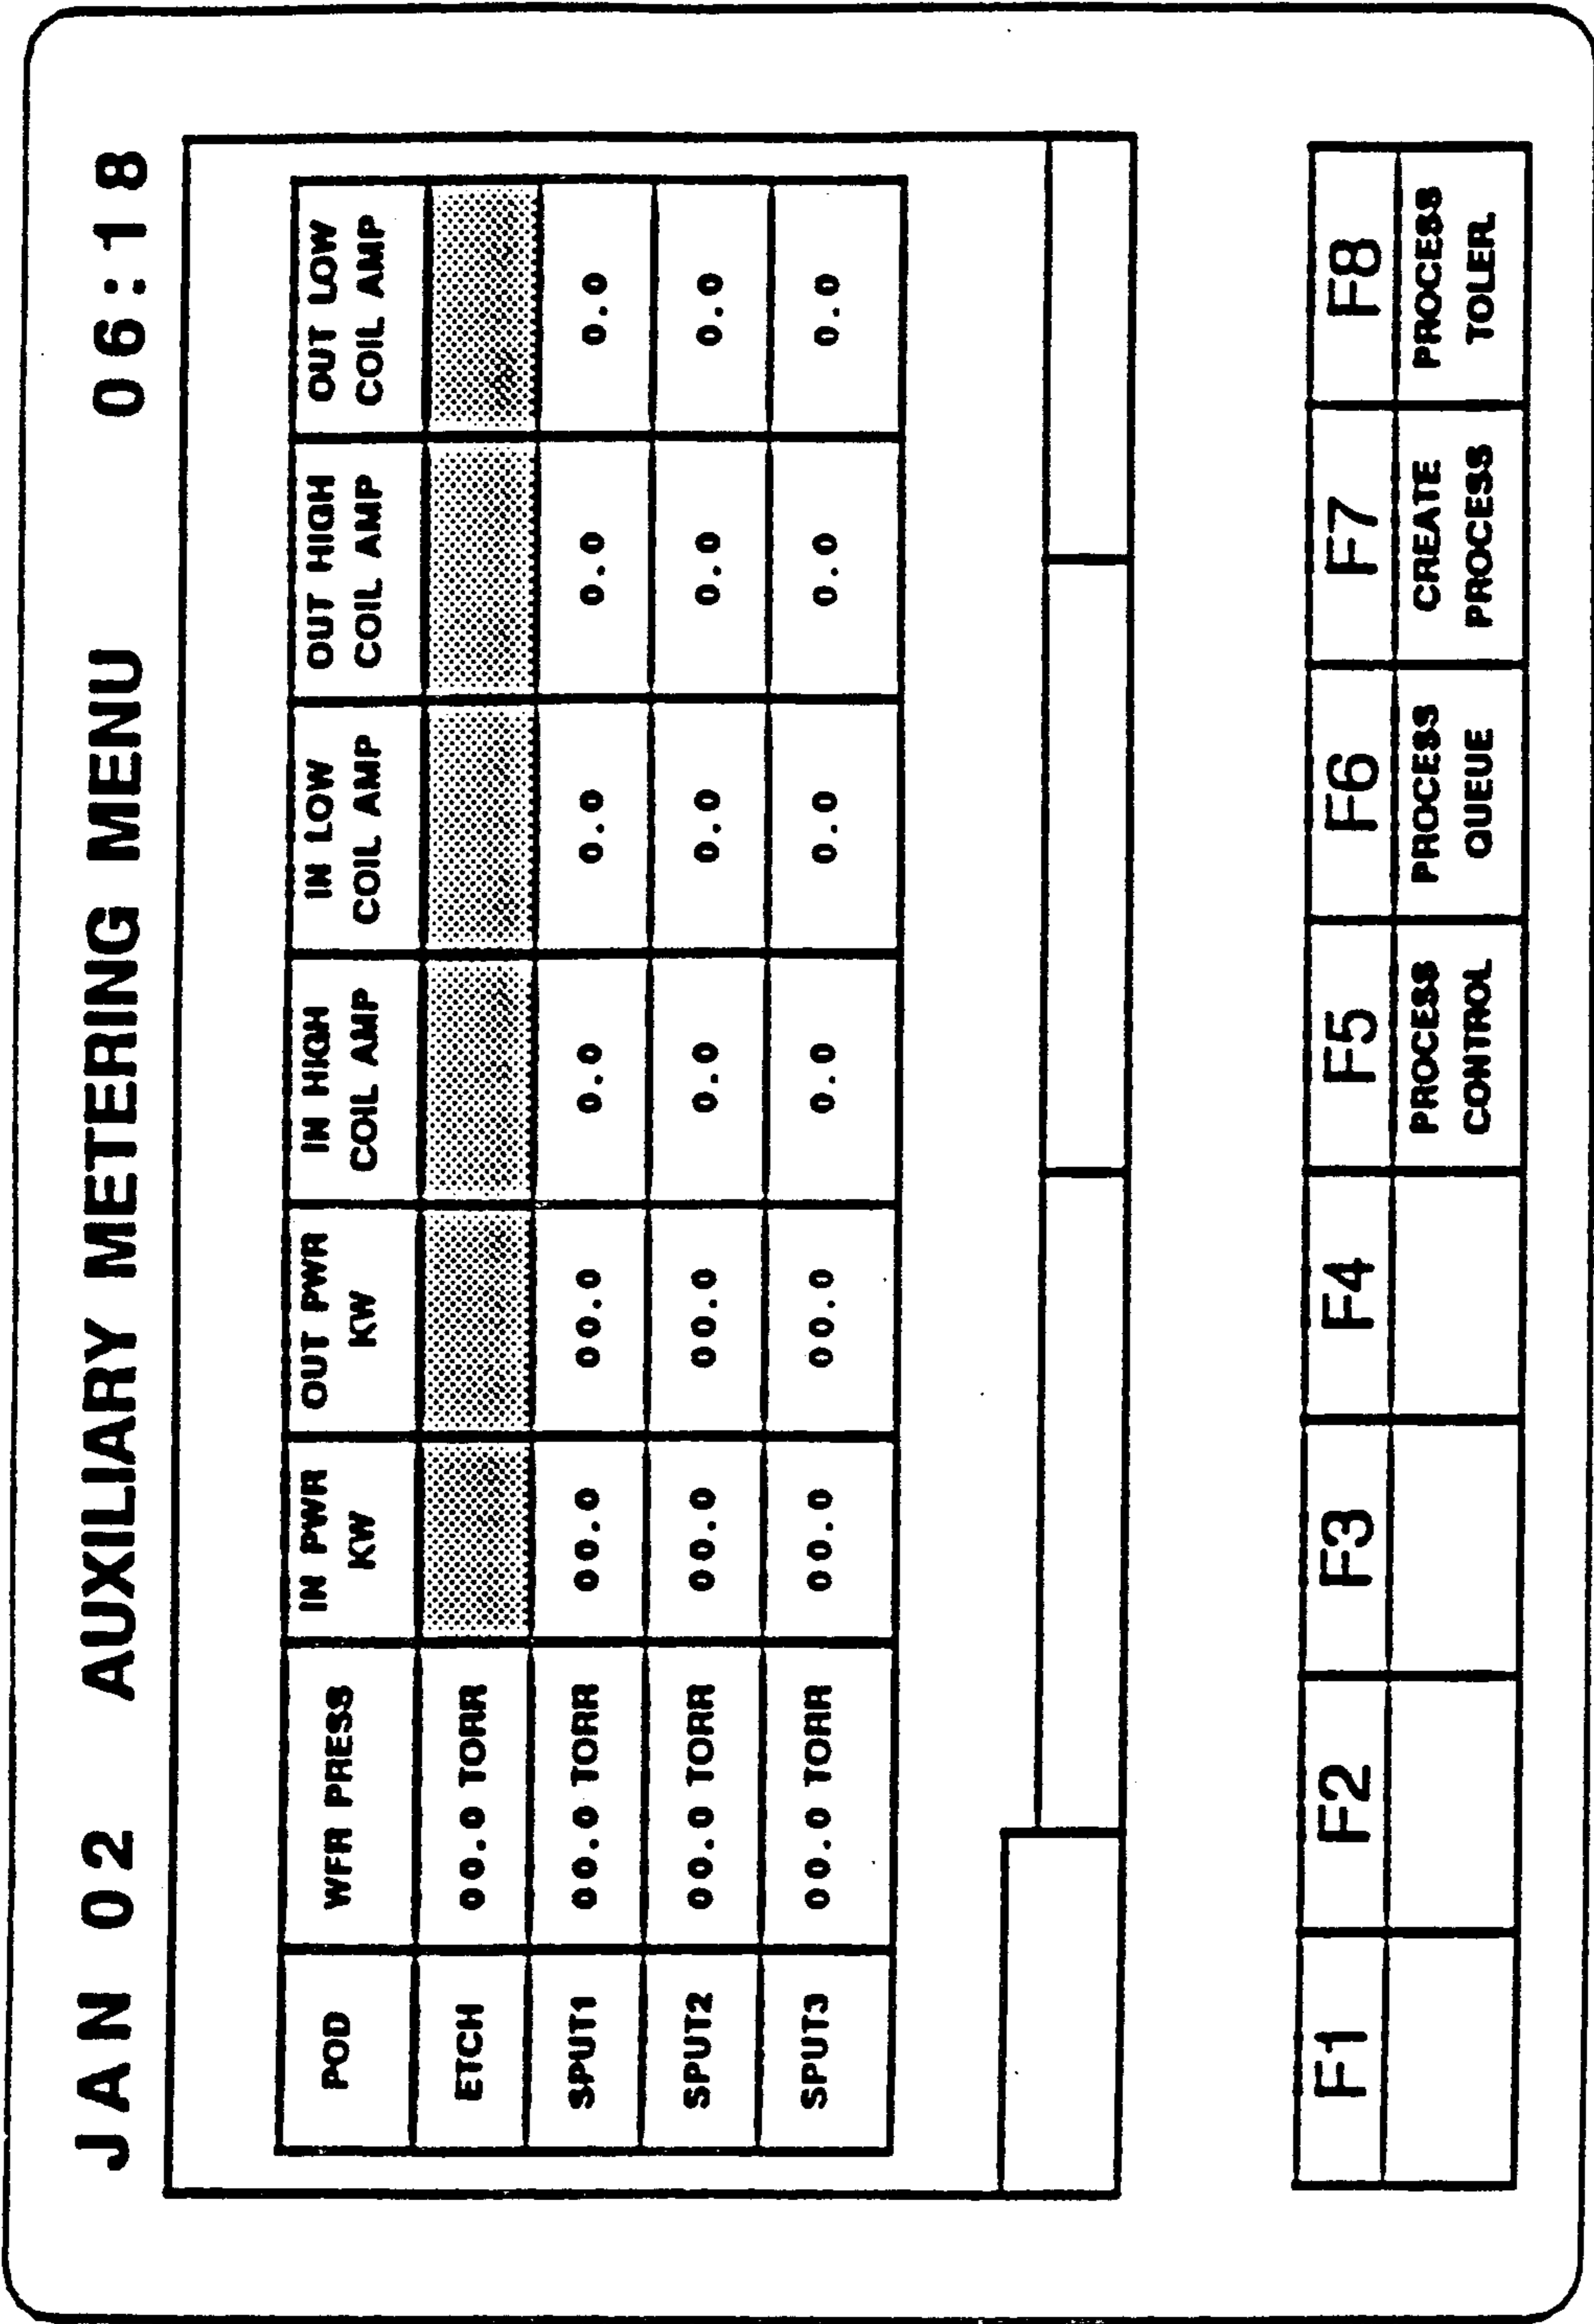 JAN 02 AUXILIARY METERING MENU 06:18
POD WFR PRESS IN PWR KW OUT PWR KW IN HIGH COIL AMP IN LOW COIL AMP OUT HIGH COIL AMP OUT LOW COIL AMP
ETCH 00.0 TORR
SPUT1 00.0 TORR 00.0 00.0 0.0 0.0 0.0 0.0
SPUT2 00.0 TORR 00.0 00.0 0.0 0.0 0.0 0.0
SPUT3 00.0 TORR 00.0 00.0 0.0 0.0 0.0 0.0
F1 F2 F3 F4 F5 F6 F7 F8
PROCESS CONTROL PROCESS QUEUE CREATE PROCESS PROCESS TOLER.